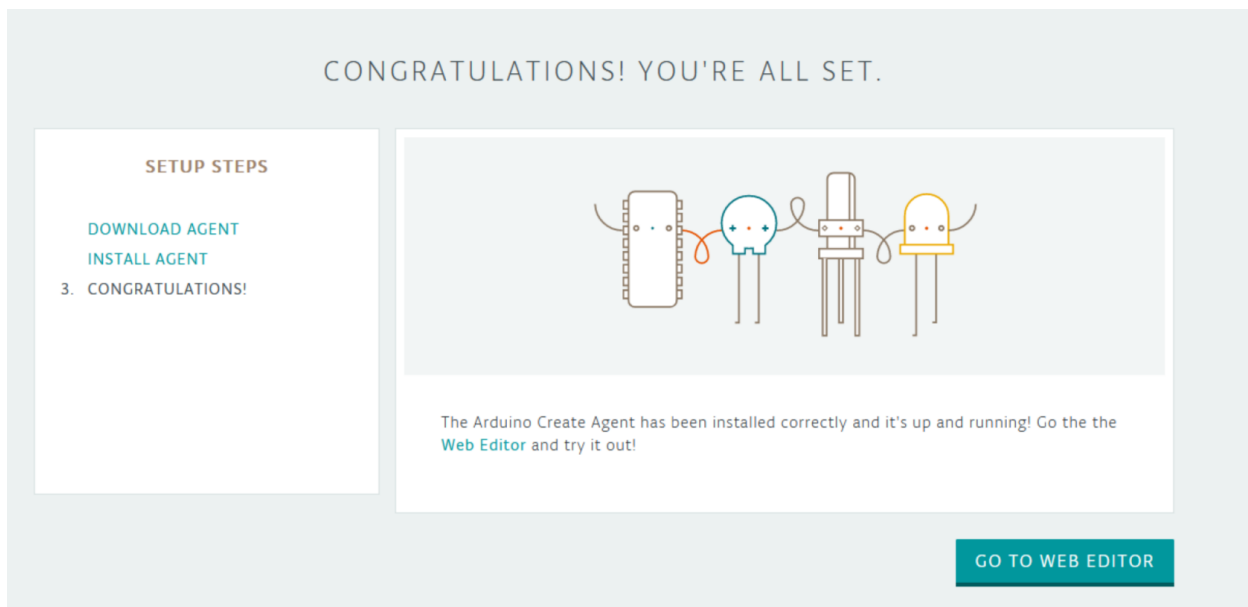 CONGRATULATIONS! YOU'RE ALL SET.
SETUP STEPS
DOWNLOAD AGENT
INSTALL AGENT
3. CONGRATULATIONS!
The Arduino Create Agent has been installed correctly and it's up and running! Go the the
Web Editor and try it out!
GO TO WEB EDITOR